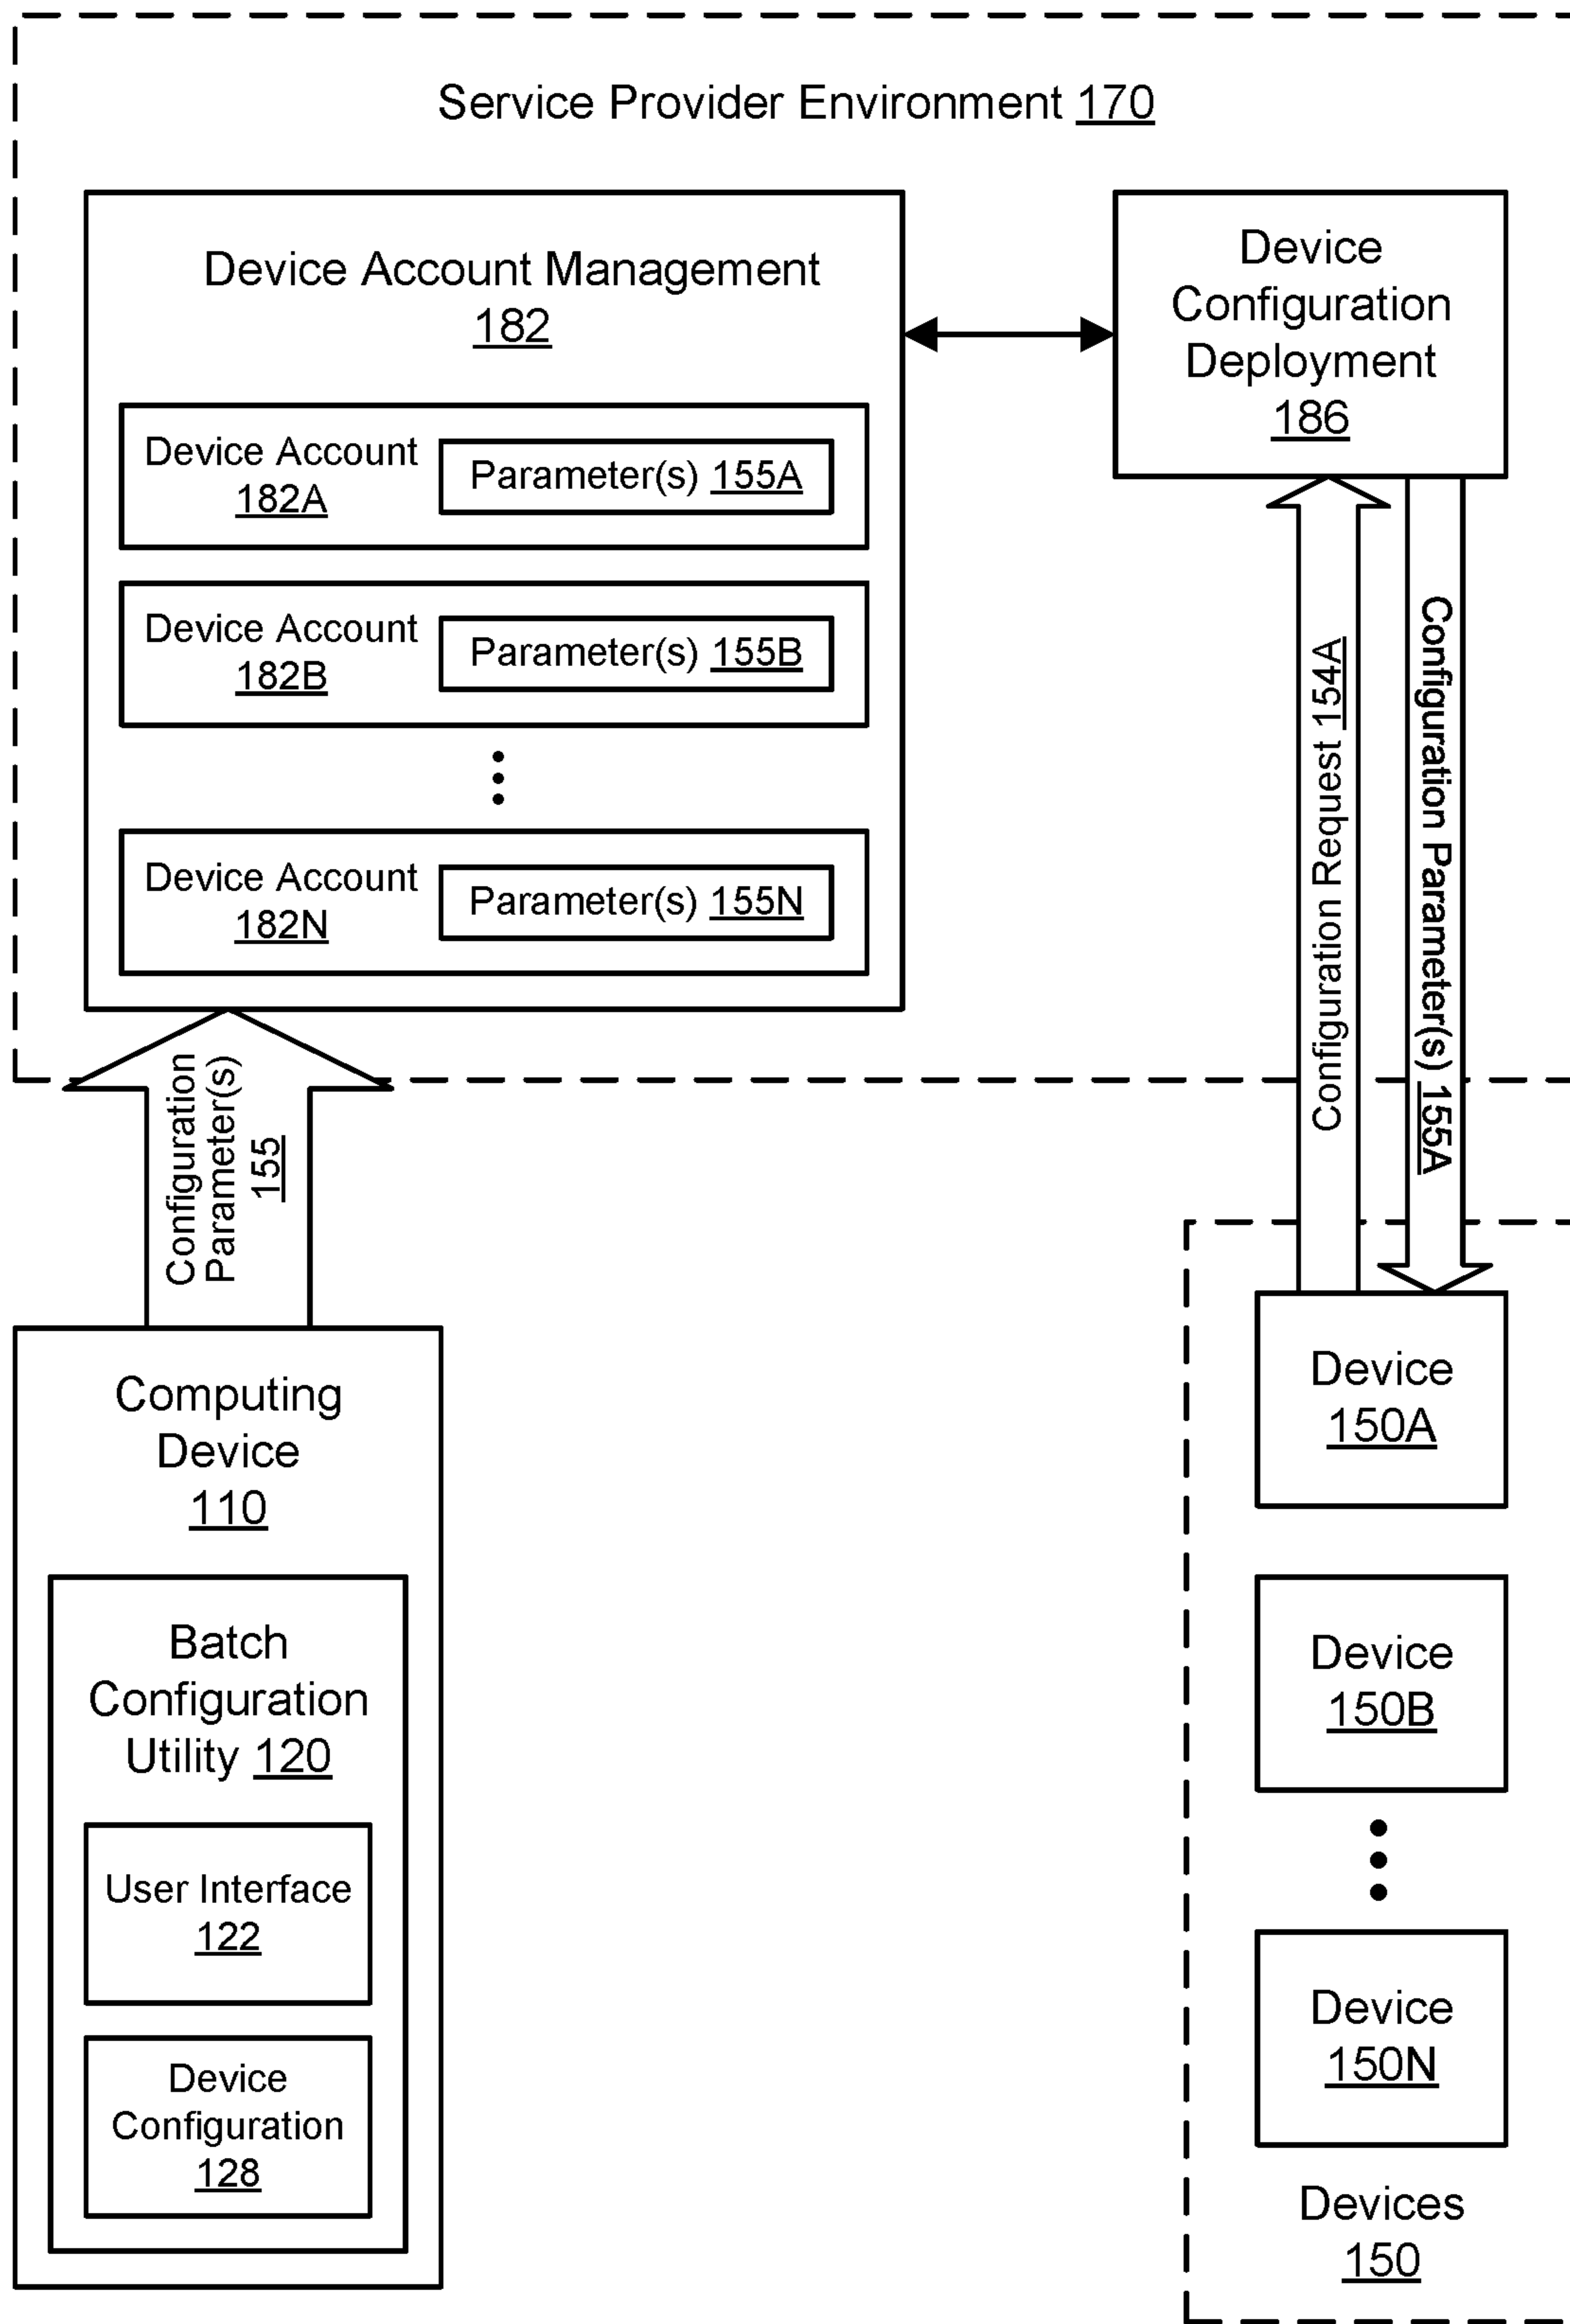 Service Provider Environment 170
Device Account Management
182
Device Account
182A
Parameter(s) 155A
Device Account
182B
Parameter(s) 155B
Device Account
182N
Parameter(s) 155N
Device
Configuration
Deployment
186
Configuration Request 154A
Configuration Parameter(s) 155A
Configuration
Parameter(s)
155
Computing
Device
110
Batch
Configuration
Utility 120
User Interface
122
Device
Configuration
128
Device
150A
Device
150B
Device
150N
Devices
150